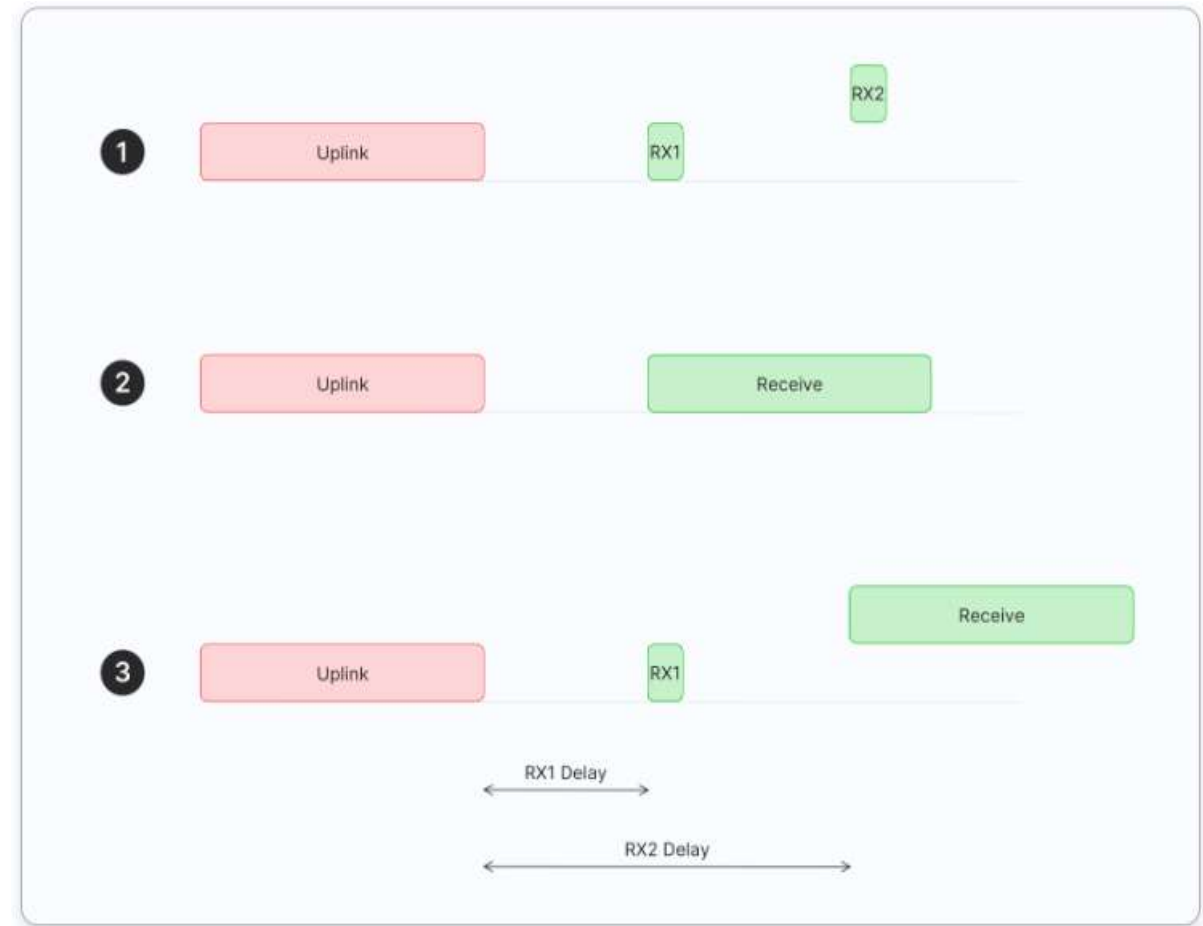 RX2
1 Uplink RX1
2 Uplink Receive
Receive
3 Uplink RX1
RX1 Delay
RX2 Delay